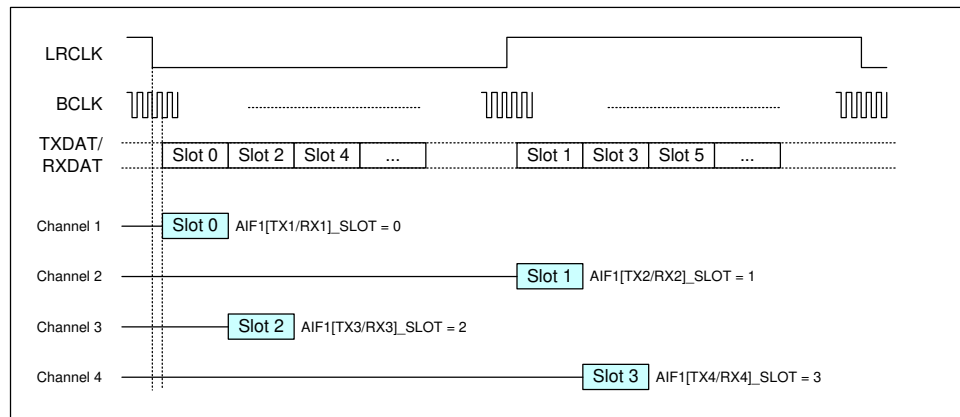 LRCLK
BCLK
TXDAT/
RXDAT
Slot 0 Slot 2 Slot 4 ... Slot 1 Slot 3 Slot 5 ...
Channel 1 Slot 0 AIF1[TX1/RX1]_SLOT = 0
Channel 2 Slot 1 AIF1[TX2/RX2]_SLOT = 1
Channel 3 Slot 2 AIF1[TX3/RX3]_SLOT = 2
Channel 4 Slot 3 AIF1[TX4/RX4]_SLOT = 3